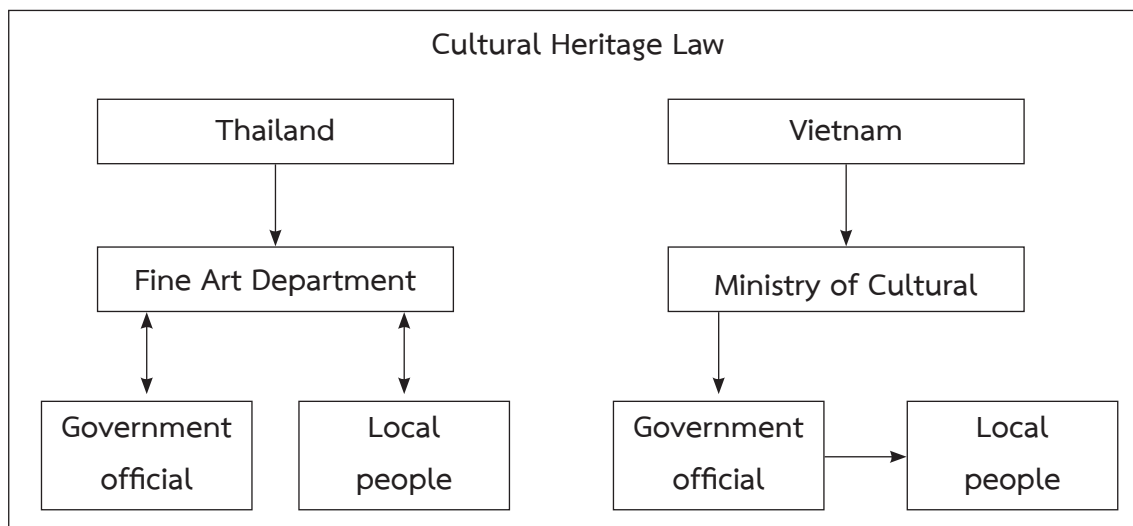 Cultural Heritage Law
Thailand
Vietnam
Fine Art Department
Ministry of Cultural
Government
official
Local
people
Government
official
Local
people